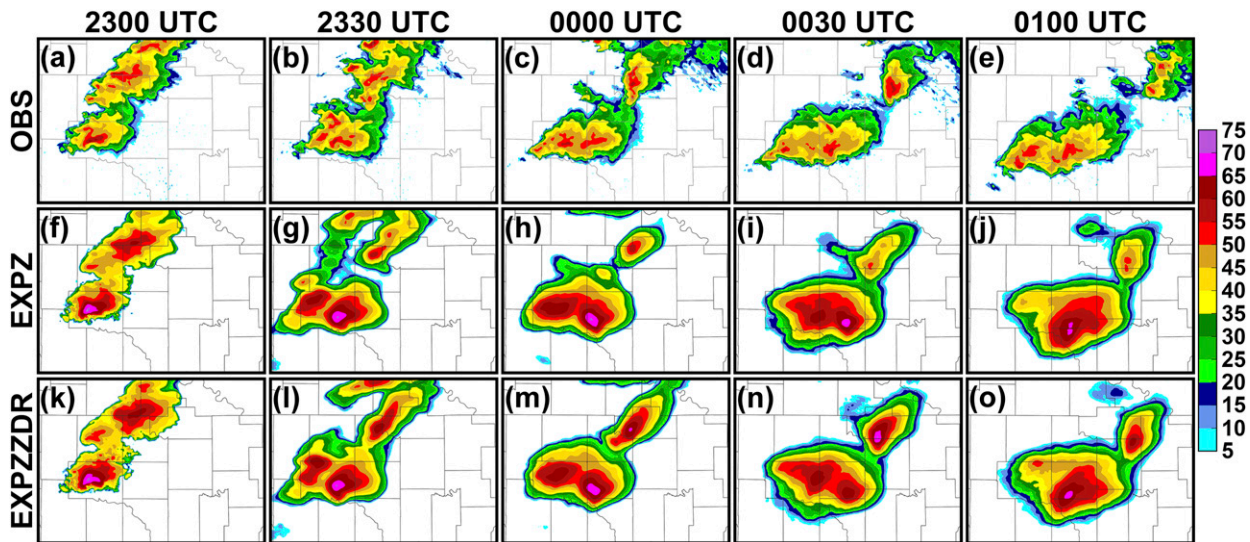 2300 UTC 2330 UTC 0000 UTC 0030 UTC 0100 UTC
OBS
(a) (b) (c) (d) (e)
EXPZ
(f) (g) (h) (i) (j)
EXPZZDR
(k) (l) (m) (n) (o)
75
70
65
60
55
50
45
40
35
30
25
20
15
10
5